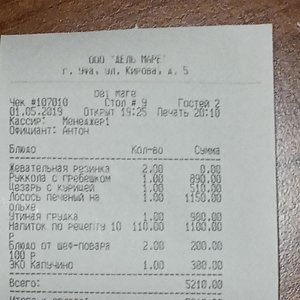 ООО "ДЕЛЬ МАРЕ"
г. Уфа, ул. Кирова, д. 5
Del mare
Чек #107010 Стол # 9 Гостей 2
01.05.2019 Открыт 19:25 Печать 20:10
Кассир: Менеджер1
Официант: Антон
Блюдо Кол-во Сумма
Жевательная резинка 2.00 0.00
Руккола с гребешком 1.00 890.00
Цезарь с курицей 1.00 510.00
Лосось печеный на 1.00 1150.00
ольхе
Утиная грудка 1.00 980.00
Напиток по рецепту 10 110.00 1100.00
Р
Блюдо от шеф-повара 2.00 200.00
100 Р
ЭКО Капучино 1.00 300.00
Всего: 5210.00